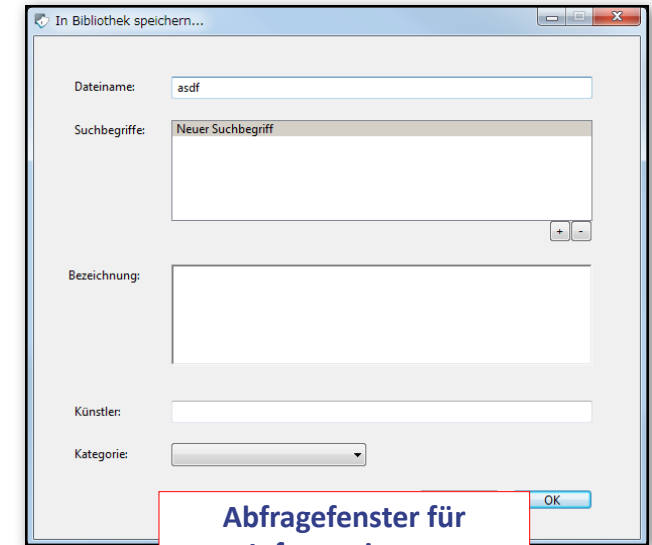 In Bibliothek speichern...
Dateiname: asdf
Suchbegriffe: Neuer Suchbegriff
+ -
Bezeichnung:
Künstler:
Kategorie:
OK
Abfragefenster für